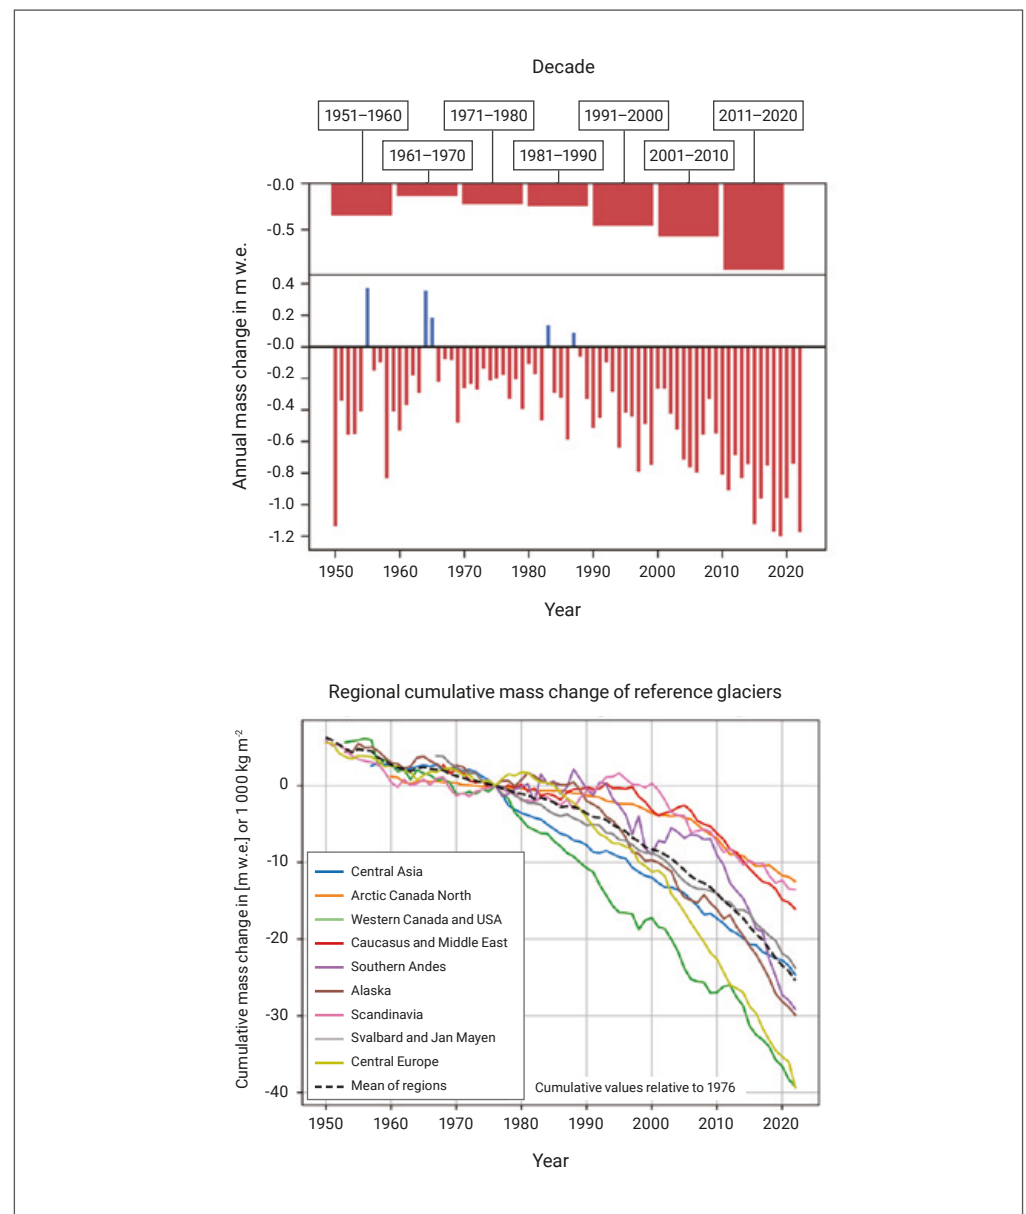 Decade
1951–1960
1971–1980
1991–2000
2011–2020
1961–1970
1981–1990
2001–2010
-0.0
-0.5
0.4
0.2
-0.0
-0.2
-0.4
-0.6
-0.8
-1.0
-1.2
Annual mass change in m w.e.
1950 1960 1970 1980 1990 2000 2010 2020
Year
Regional cumulative mass change of reference glaciers
Cumulative mass change in [m w.e.] or 1 000 kg m-2
0
-10
-20
-30
-40
Central Asia
Arctic Canada North
Western Canada and USA
Caucasus and Middle East
Southern Andes
Alaska
Scandinavia
Svalbard and Jan Mayen
Central Europe
Mean of regions
Cumulative values relative to 1976
1950 1960 1970 1980 1990 2000 2010 2020
Year